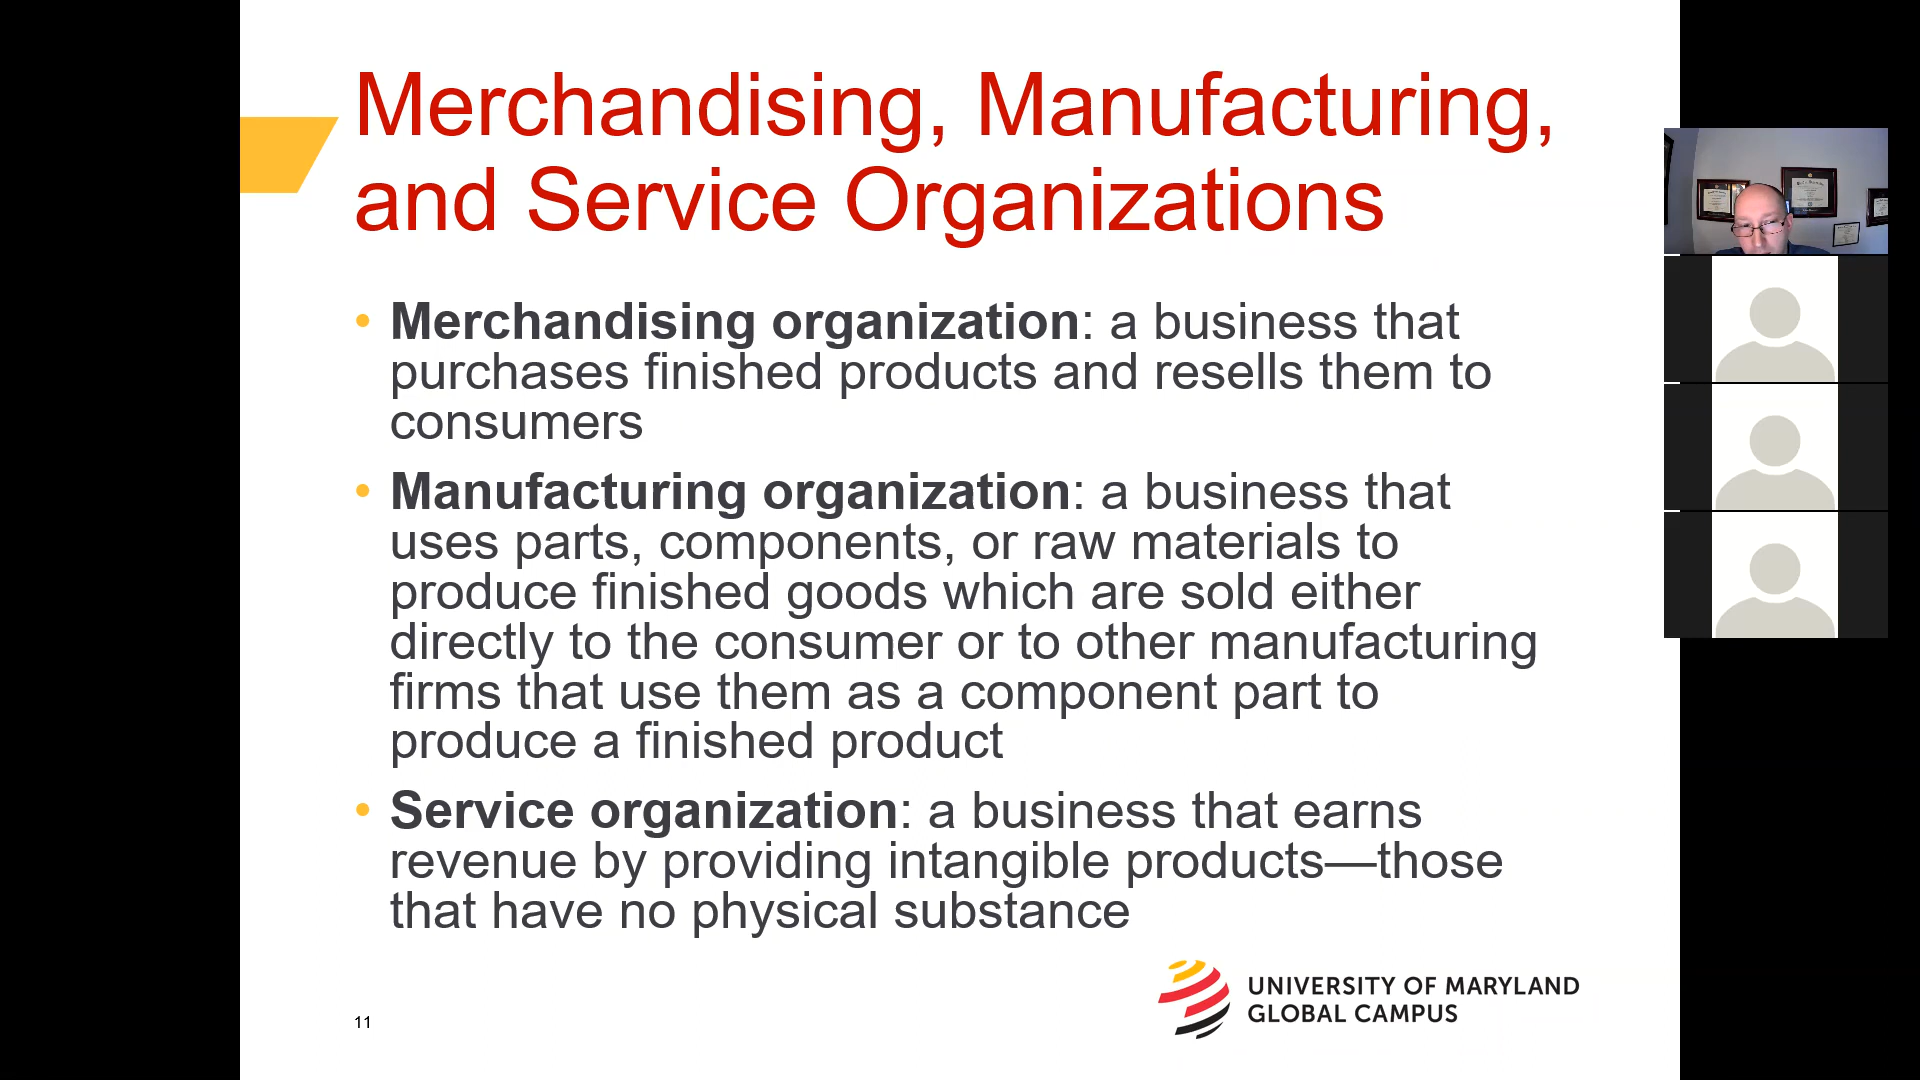 Merchandising, Manufacturing,
and Service Organizations
• Merchandising organization: a business that
purchases finished products and resells them to
consumers
• Manufacturing organization: a business that
uses parts, components, or raw materials to
produce finished goods which are sold either
directly to the consumer or to other manufacturing
firms that use them as a component part to
produce a finished product
• Service organization: a business that earns
revenue by providing intangible products—those
that have no physical substance
UNIVERSITY OF MARYLAND
GLOBAL CAMPUS
11